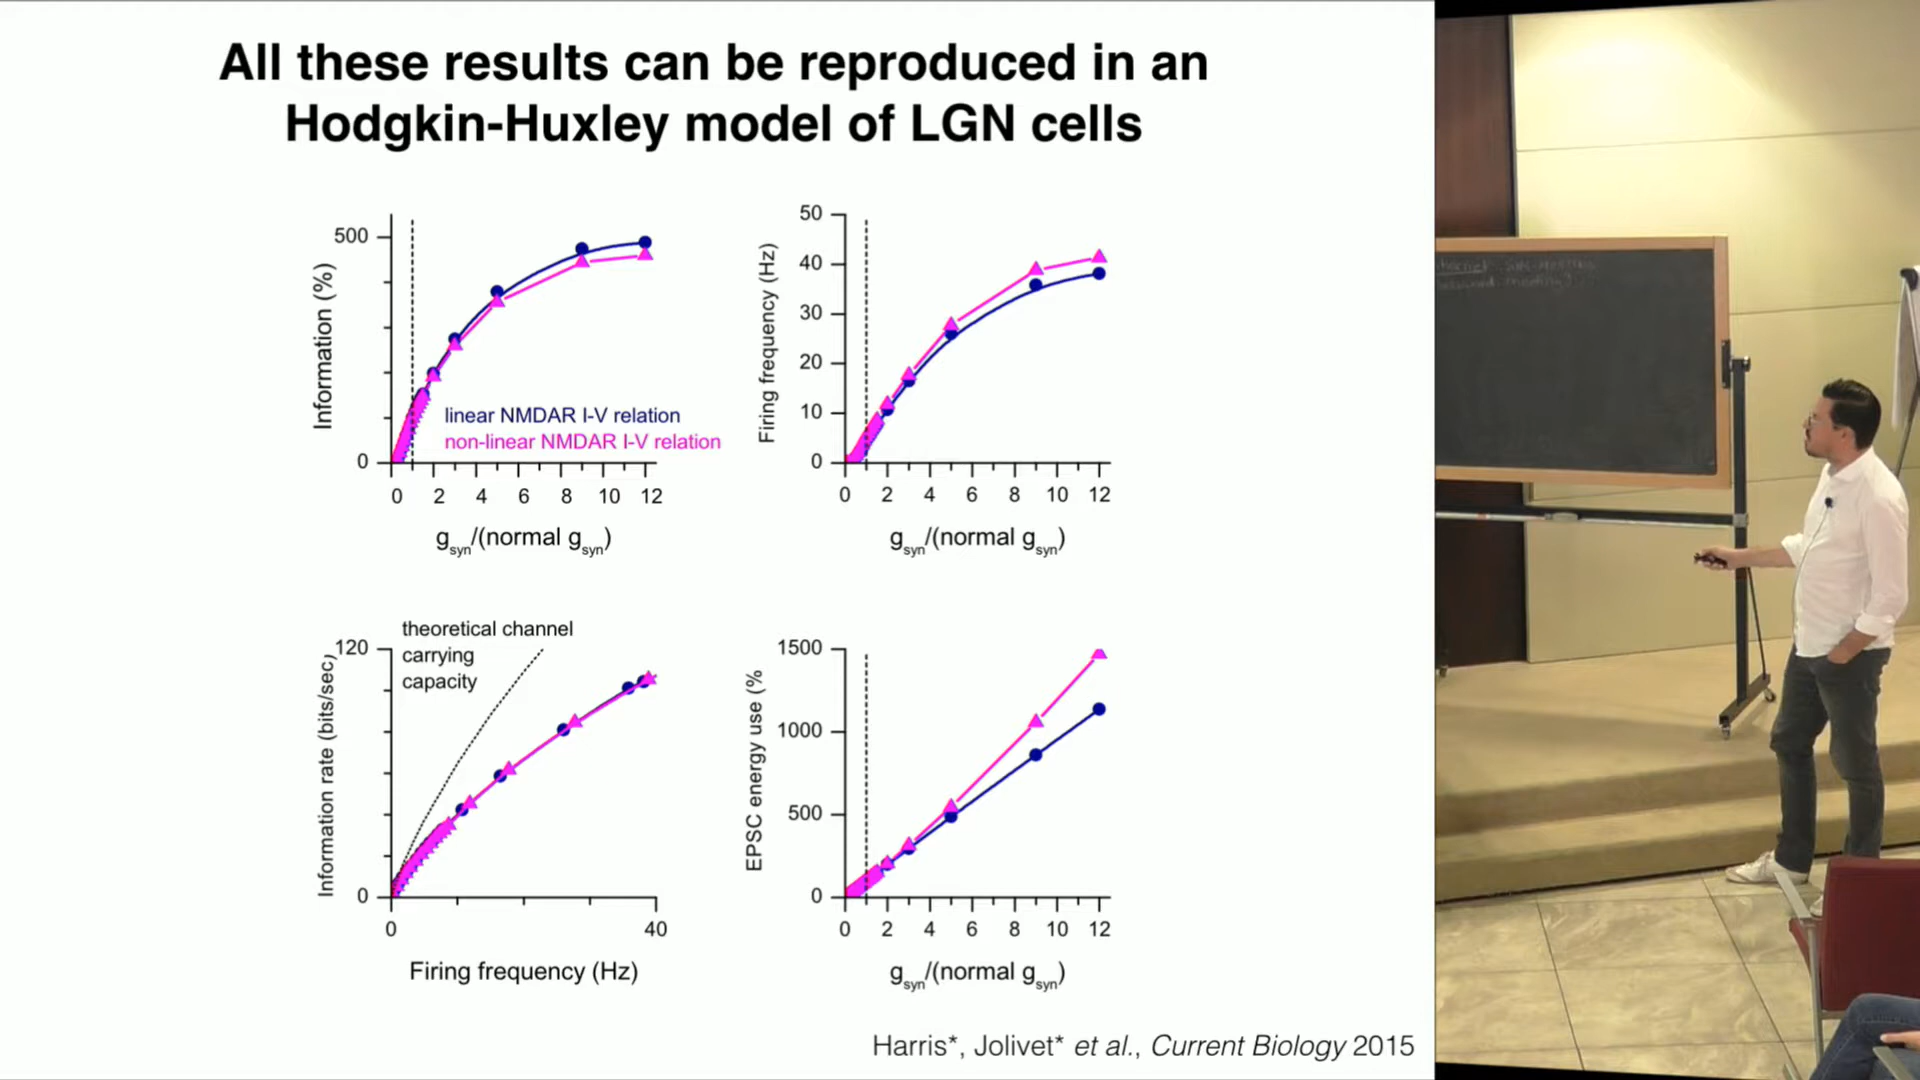 All these results can be reproduced in an
Hodgkin-Huxley model of LGN cells
Information (%)
500
0
linear NMDAR I-V relation
non-linear NMDAR I-V relation
0 2 4 6 8 10 12
gsyn/(normal gsyn)
Firing frequency (Hz)
50
40
30
20
10
0
0 2 4 6 8 10 12
gsyn/(normal gsyn)
Information rate (bits/sec)
120
0
theoretical channel
carrying
capacity
0 40
Firing frequency (Hz)
EPSC energy use (%
1500
1000
500
0
0 2 4 6 8 10 12
gsyn/(normal gsyn)
Harris*, Jolivet* et al., Current Biology 2015